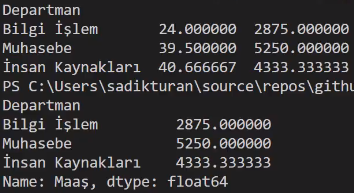 Departman
Bilgi İşlem 24.000000 2875.000000
Muhasebe 39.500000 5250.000000
İnsan Kaynakları 40.666667 4333.333333
PS C:\Users\sadikturan\source\repos\githu
Departman
Bilgi İşlem 2875.000000
Muhasebe 5250.000000
İnsan Kaynakları 4333.333333
Name: Maaş, dtype: float64